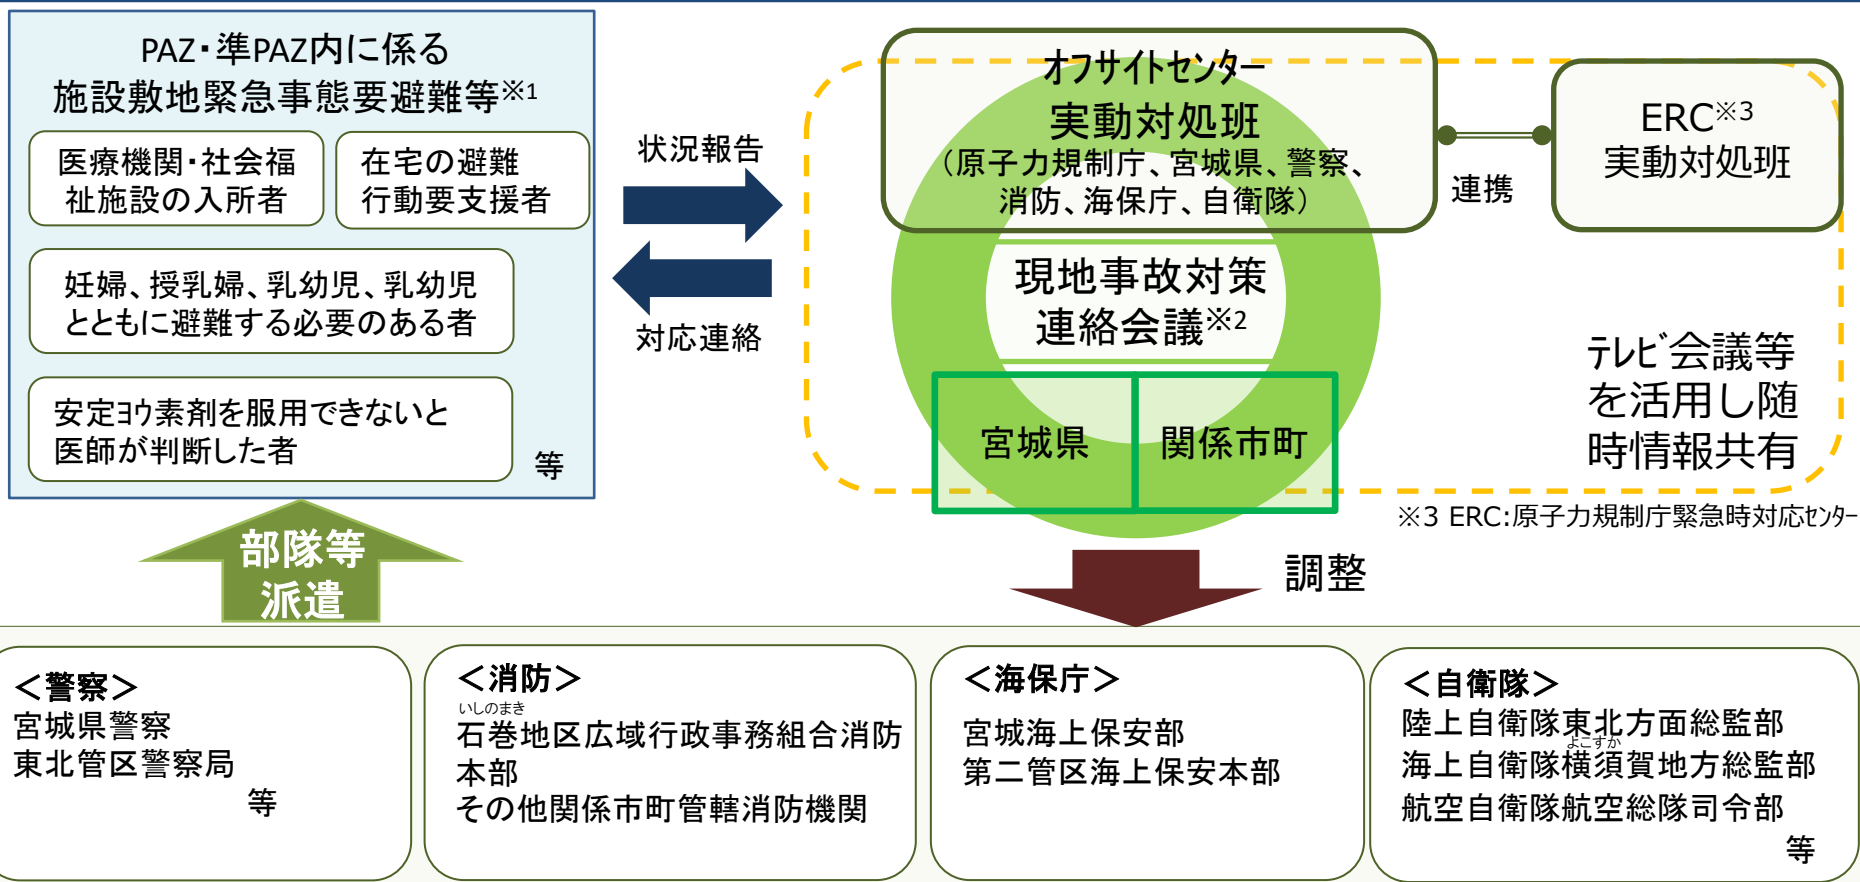 PAZ・準PAZ内に係る
施設敷地緊急事態要避難等※1
医療機関・社会福
祉施設の入所者
在宅の避難
行動要支援者
妊婦、授乳婦、乳幼児、乳幼児
とともに避難する必要のある者
安定ﾖｳ素剤を服用できないと
医師が判断した者
等
状況報告
対応連絡
オフサイトセンター
実動対処班
（原子力規制庁、宮城県、警察、
消防、海保庁、自衛隊）
現地事故対策
連絡会議※2
宮城県
関係市町
連携
ERC※3
実動対処班
テレビ会議等
を活用し随
時情報共有
※3 ERC:原子力規制庁緊急時対応ｾﾝﾀｰ
部隊等
派遣
調整
＜警察＞
宮城県警察
東北管区警察局
等
＜消防＞
いしのまき
石巻地区広域行政事務組合消防
本部
その他関係市町管轄消防機関
＜海保庁＞
宮城海上保安部
第二管区海上保安本部
＜自衛隊＞
陸上自衛隊東北方面総監部
よこすか
海上自衛隊横須賀地方総監部
航空自衛隊航空総隊司令部
等